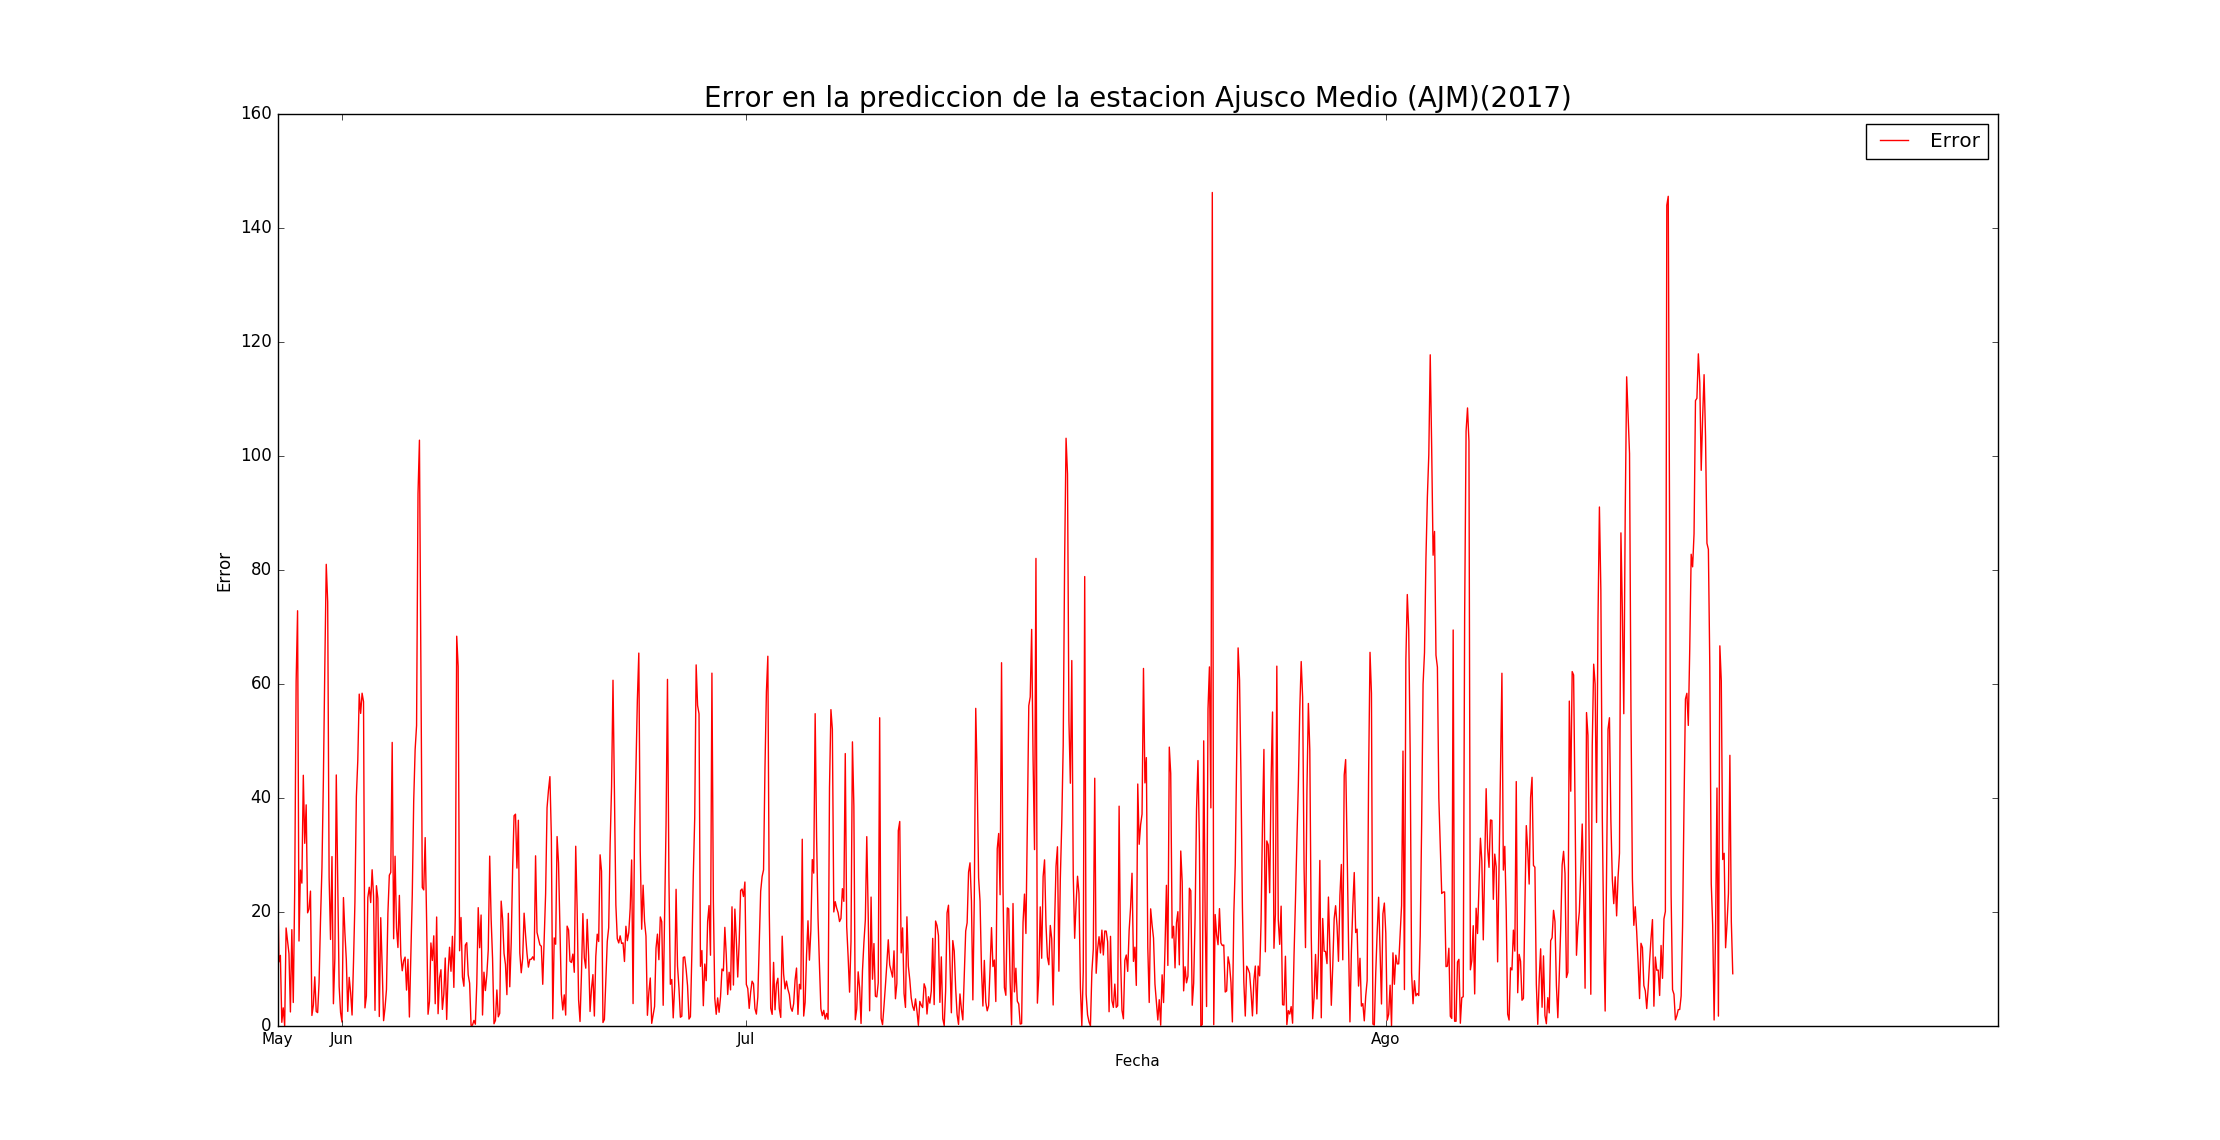 Error en la prediccion de la estacion Ajusco Medio (AJM)(2017)
160
140
120
100
80
60
40
20
0
Error
Error
May Jun Jul Ago
Fecha